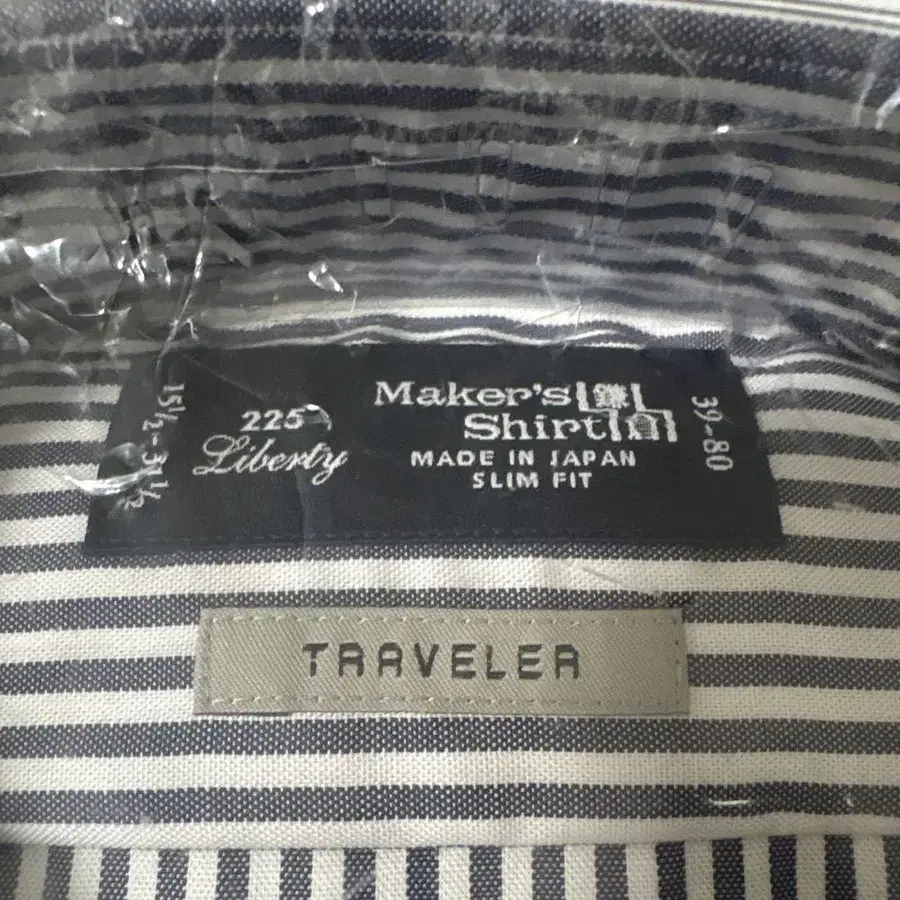 15½-31½
225
Liberty
Maker's
Shirt
MADE IN JAPAN
SLIM FIT
39-80
TRAVELER